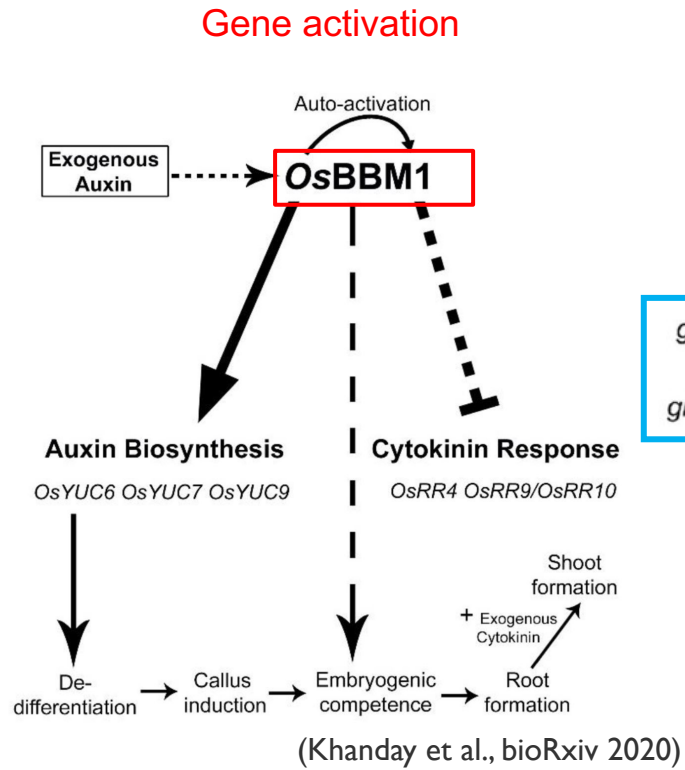 Gene activation
Auto-activation
Exogenous
Auxin
OsBBM1
Auxin Biosynthesis
OsYUC6 OsYUC7 OsYUC9
Cytokinin Response
OsRR4 OsRR9/OsRR10
Shoot
formation
+ Exogenous
Cytokinin
De-
differentiation
Callus
induction
Embryogenic
competence
Root
formation
(Khanday et al., bioRxiv 2020)